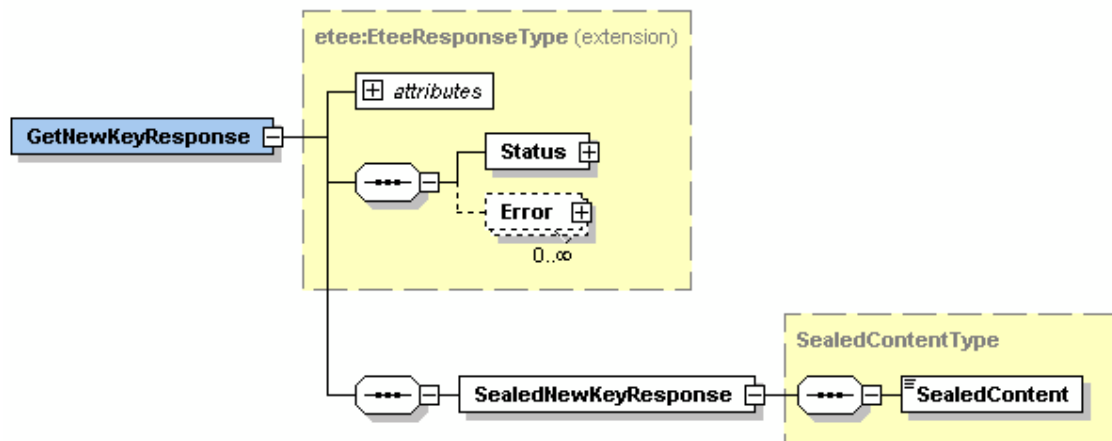 etee:EteeResponseType (extension)
attributes
GetNewKeyResponse
Status
Error
0..∞
SealedContentType
SealedNewKeyResponse
SealedContent